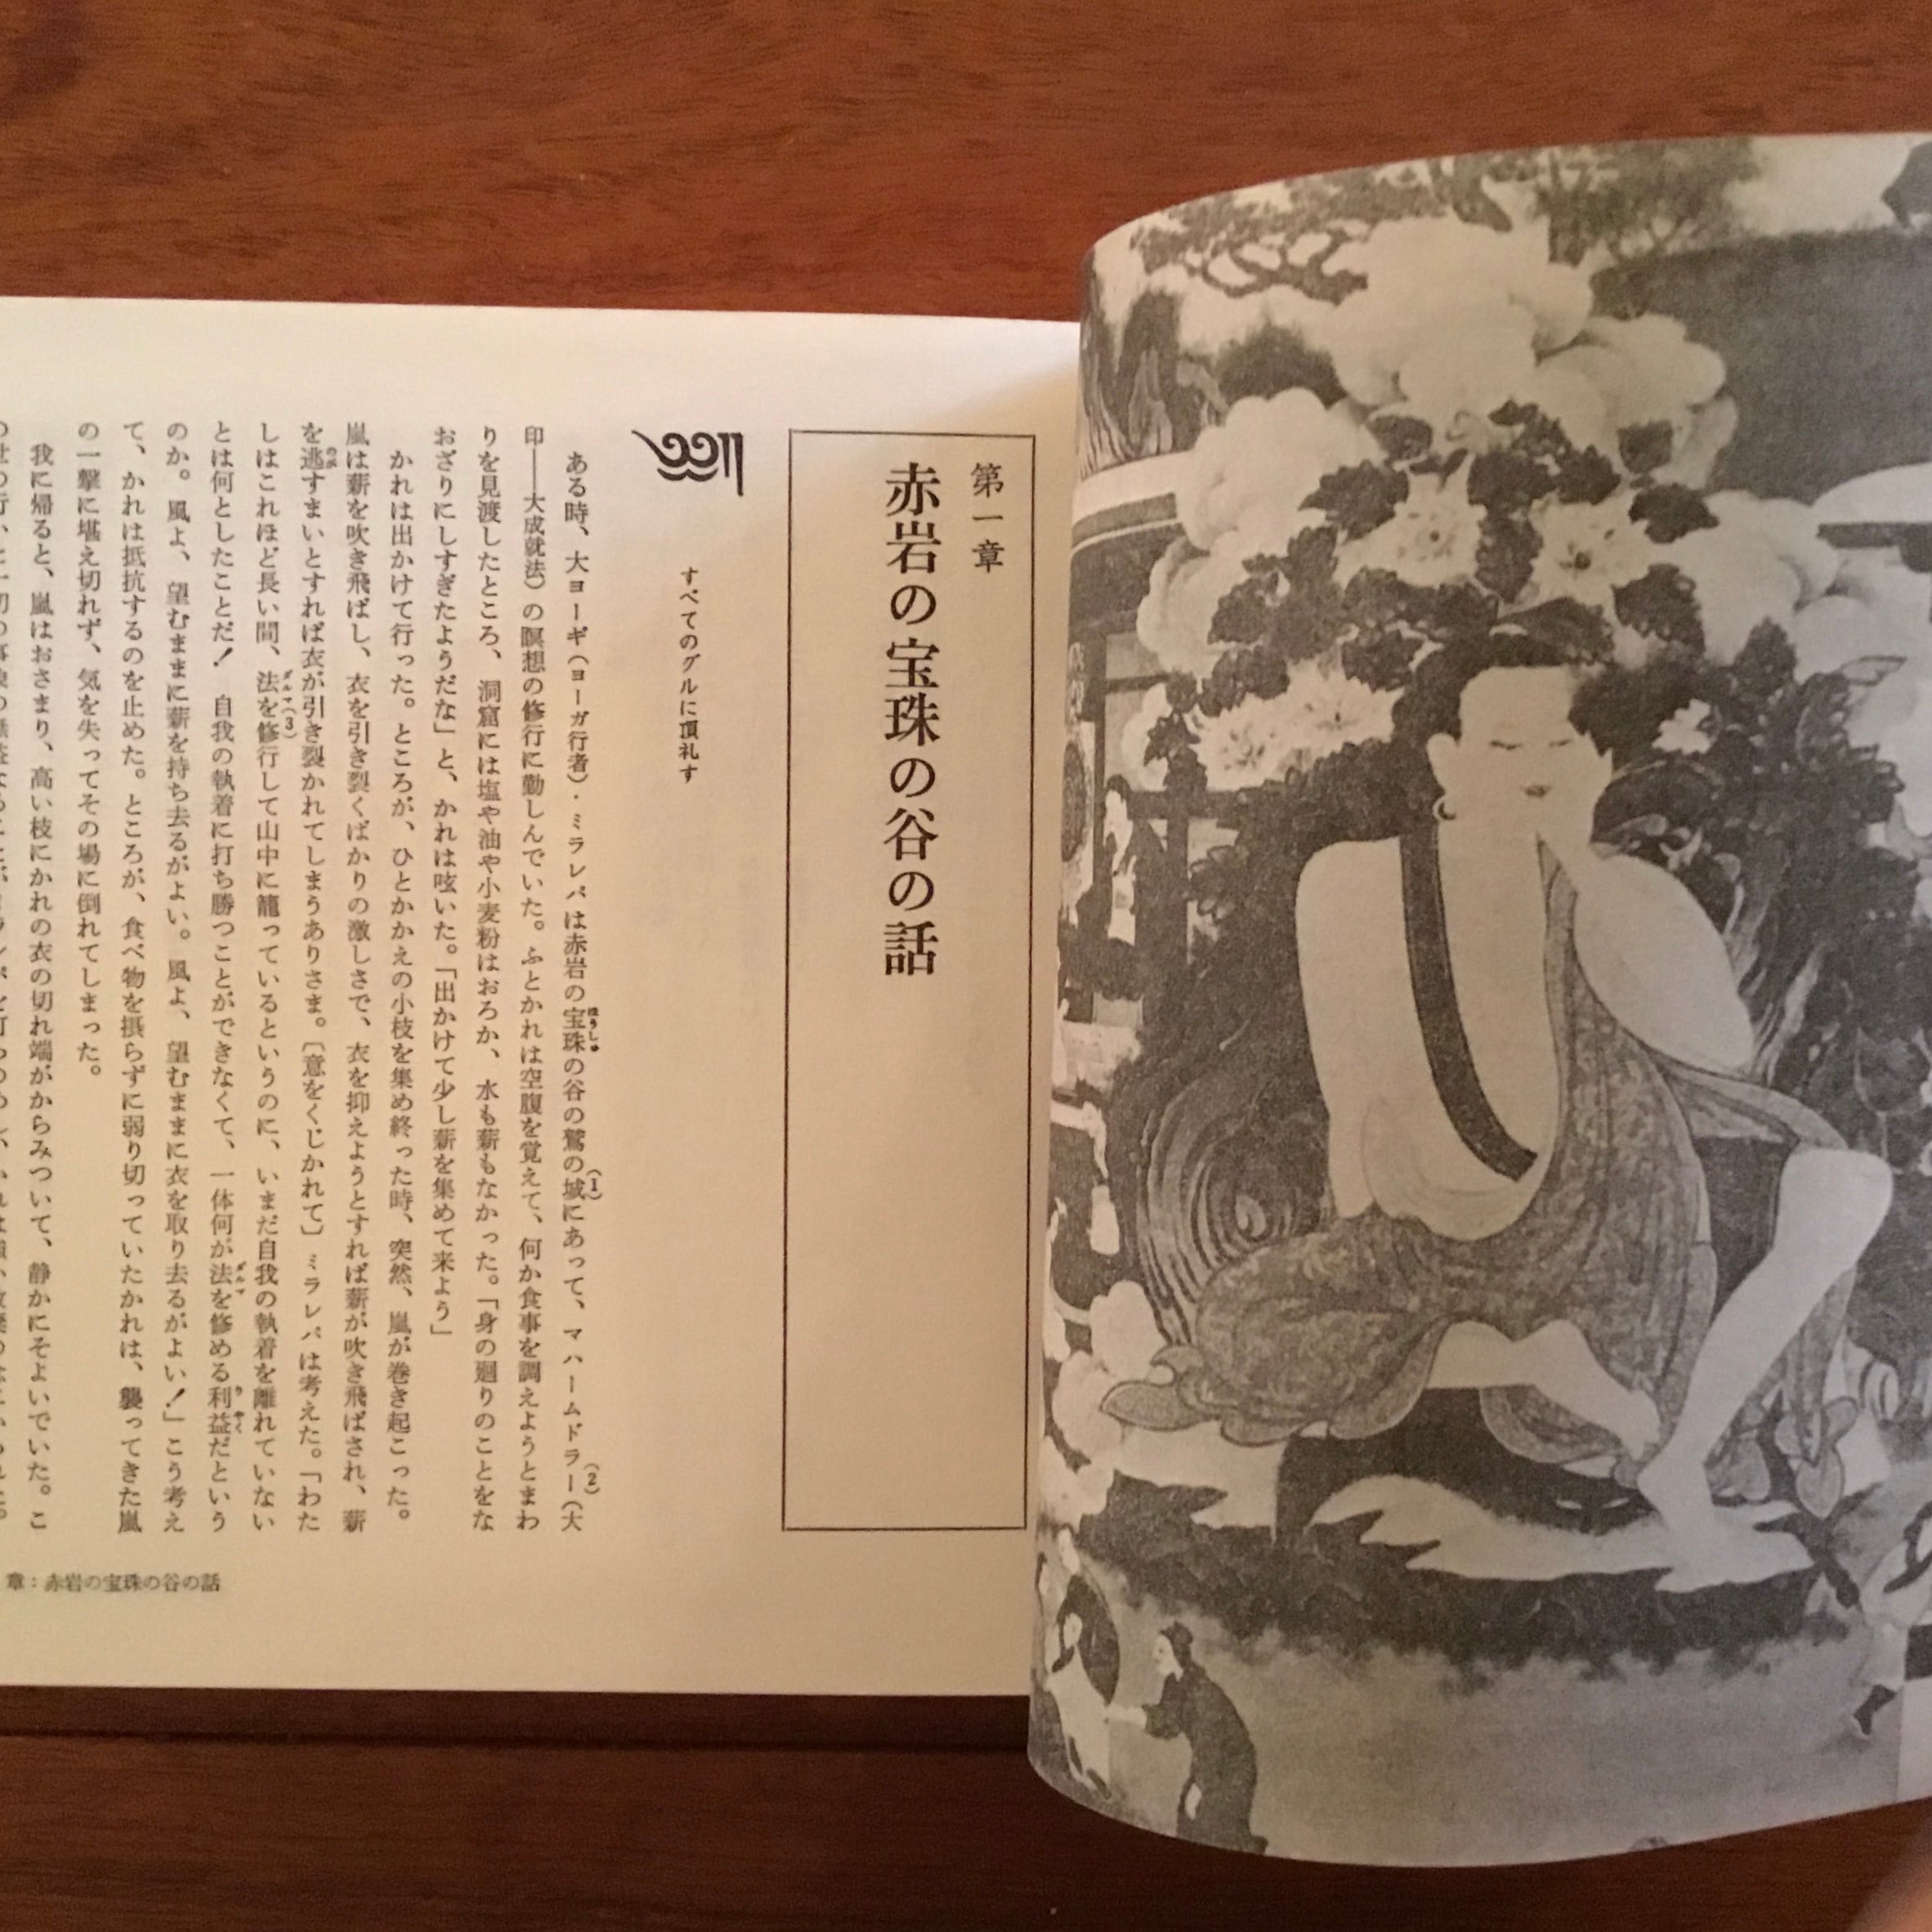 第一章
赤岩の宝珠の谷の話
すべてのグルに頂礼す
ある時、大ヨーギ（ヨーガ行者）・ミラレパは赤岩の宝珠の谷の鷲の城(1)にあって、マハームドラー(2)（大
印――大成就法）の瞑想の修行に勤しんでいた。ふとかれは空腹を覚えて、何か食事を調えようとまわ
りを見渡したところ、洞窟には塩や油や小麦粉はおろか、水も薪もなかった。「身の廻りのことをな
おざりにしすぎたようだな」と、かれは呟いた。「出かけて少し薪を集めて来よう」
かれは出かけて行った。ところが、ひとかかえの小枝を集め終った時、突然、嵐が巻き起こった。
嵐は薪を吹き飛ばし、衣を引き裂くばかりの激しさで、衣を抑えようとすれば薪が吹き飛ばされ、薪
を逃すまいとすれば衣が引き裂かれてしまうありさま。〔意をくじかれて〕ミラレパは考えた。「わた
しはこれほど長い間、法(3)を修行して山中に籠っているというのに、いまだ自我の執着を離れていない
とは何としたことだ！　自我の執着に打ち勝つことができなくて、一体何が法を修める利益だという
のか。風よ、望むままに薪を持ち去るがよい。風よ、望むままに衣を取り去るがよい！」こう考え
て、かれは抵抗するのを止めた。ところが、食べ物を摂らずに弱り切っていたかれは、襲ってきた嵐
の一撃に堪え切れず、気を失ってその場に倒れてしまった。
我に帰ると、嵐はおさまり、高い枝にかれの衣の切れ端がからみついて、静かにそよいでいた。こ
章：赤岩の宝珠の谷の話